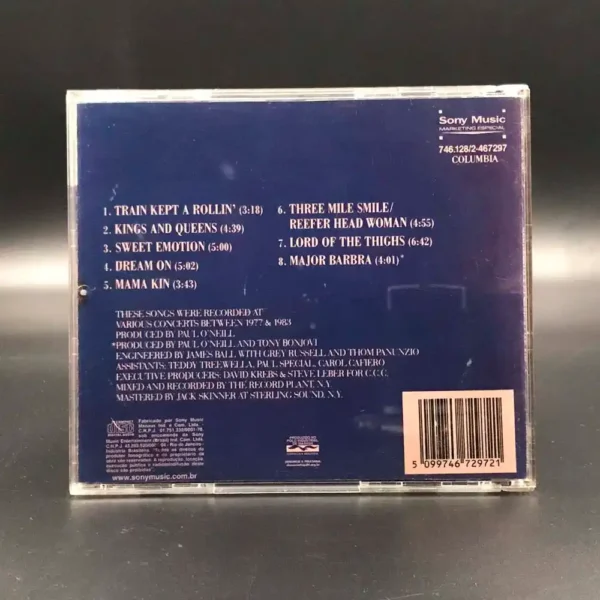 Sony Music
MARKETING ESPECIAL
746.128/2-467297
COLUMBIA
1. TRAIN KEPT A ROLLIN' (3:18)
2. KINGS AND QUEENS (4:39)
3. SWEET EMOTION (5:00)
4. DREAM ON (5:02)
5. MAMA KIN (3:43)
6. THREE MILE SMILE/
REEFER HEAD WOMAN (4:55)
7. LORD OF THE THIGHS (6:42)
8. MAJOR BARBRA (4:01)*
THESE SONGS WERE RECORDED AT
VARIOUS CONCERTS BETWEEN 1977 & 1983
PRODUCED BY PAUL O'NEILL
*PRODUCED BY PAUL O'NEILL AND TONY BONJOVI
ENGINEERED BY JAMES BALL WITH GREY RUSSELL AND THOM PANUNZIO
ASSISTANTS: TEDDY TREEWELLA, PAUL SPECIAL, CAROL CAFIERO
EXECUTIVE PRODUCERS: DAVID KREBS & STEVE LEBER FOR C.C.C.
MIXED AND RECORDED BY THE RECORD PLANT, N.Y.
MASTERED BY JACK SKINNER AT STERLING SOUND, N.Y.
Fabricado por Sony Music
www.sonymusic.com.br
5 099746 729721